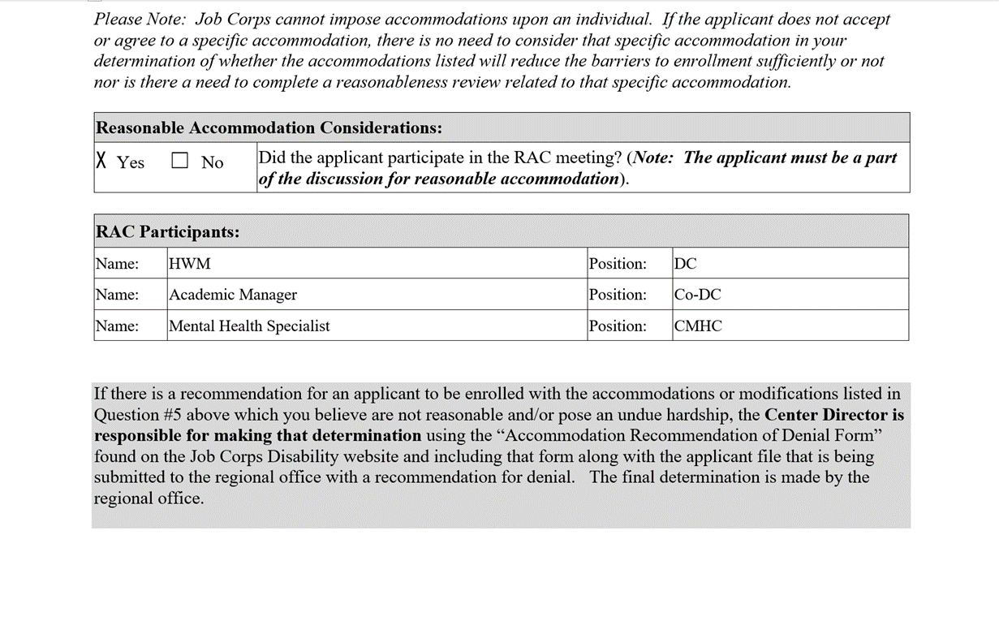 Please Note:  Job Corps cannot impose accommodations upon an individual.  If the applicant does not accept
or agree to a specific accommodation, there is no need to consider that specific accommodation in your
determination of whether the accommodations listed will reduce the barriers to enrollment sufficiently or not
nor is there a need to complete a reasonableness review related to that specific accommodation.
Reasonable Accommodation Considerations:
X Yes ☐ No Did the applicant participate in the RAC meeting? (Note:  The applicant must be a part
of the discussion for reasonable accommodation).
RAC Participants:
Name: HWM Position: DC
Name: Academic Manager Position: Co-DC
Name: Mental Health Specialist Position: CMHC
If there is a recommendation for an applicant to be enrolled with the accommodations or modifications listed in
Question #5 above which you believe are not reasonable and/or pose an undue hardship, the Center Director is
responsible for making that determination using the “Accommodation Recommendation of Denial Form”
found on the Job Corps Disability website and including that form along with the applicant file that is being
submitted to the regional office with a recommendation for denial.   The final determination is made by the
regional office.